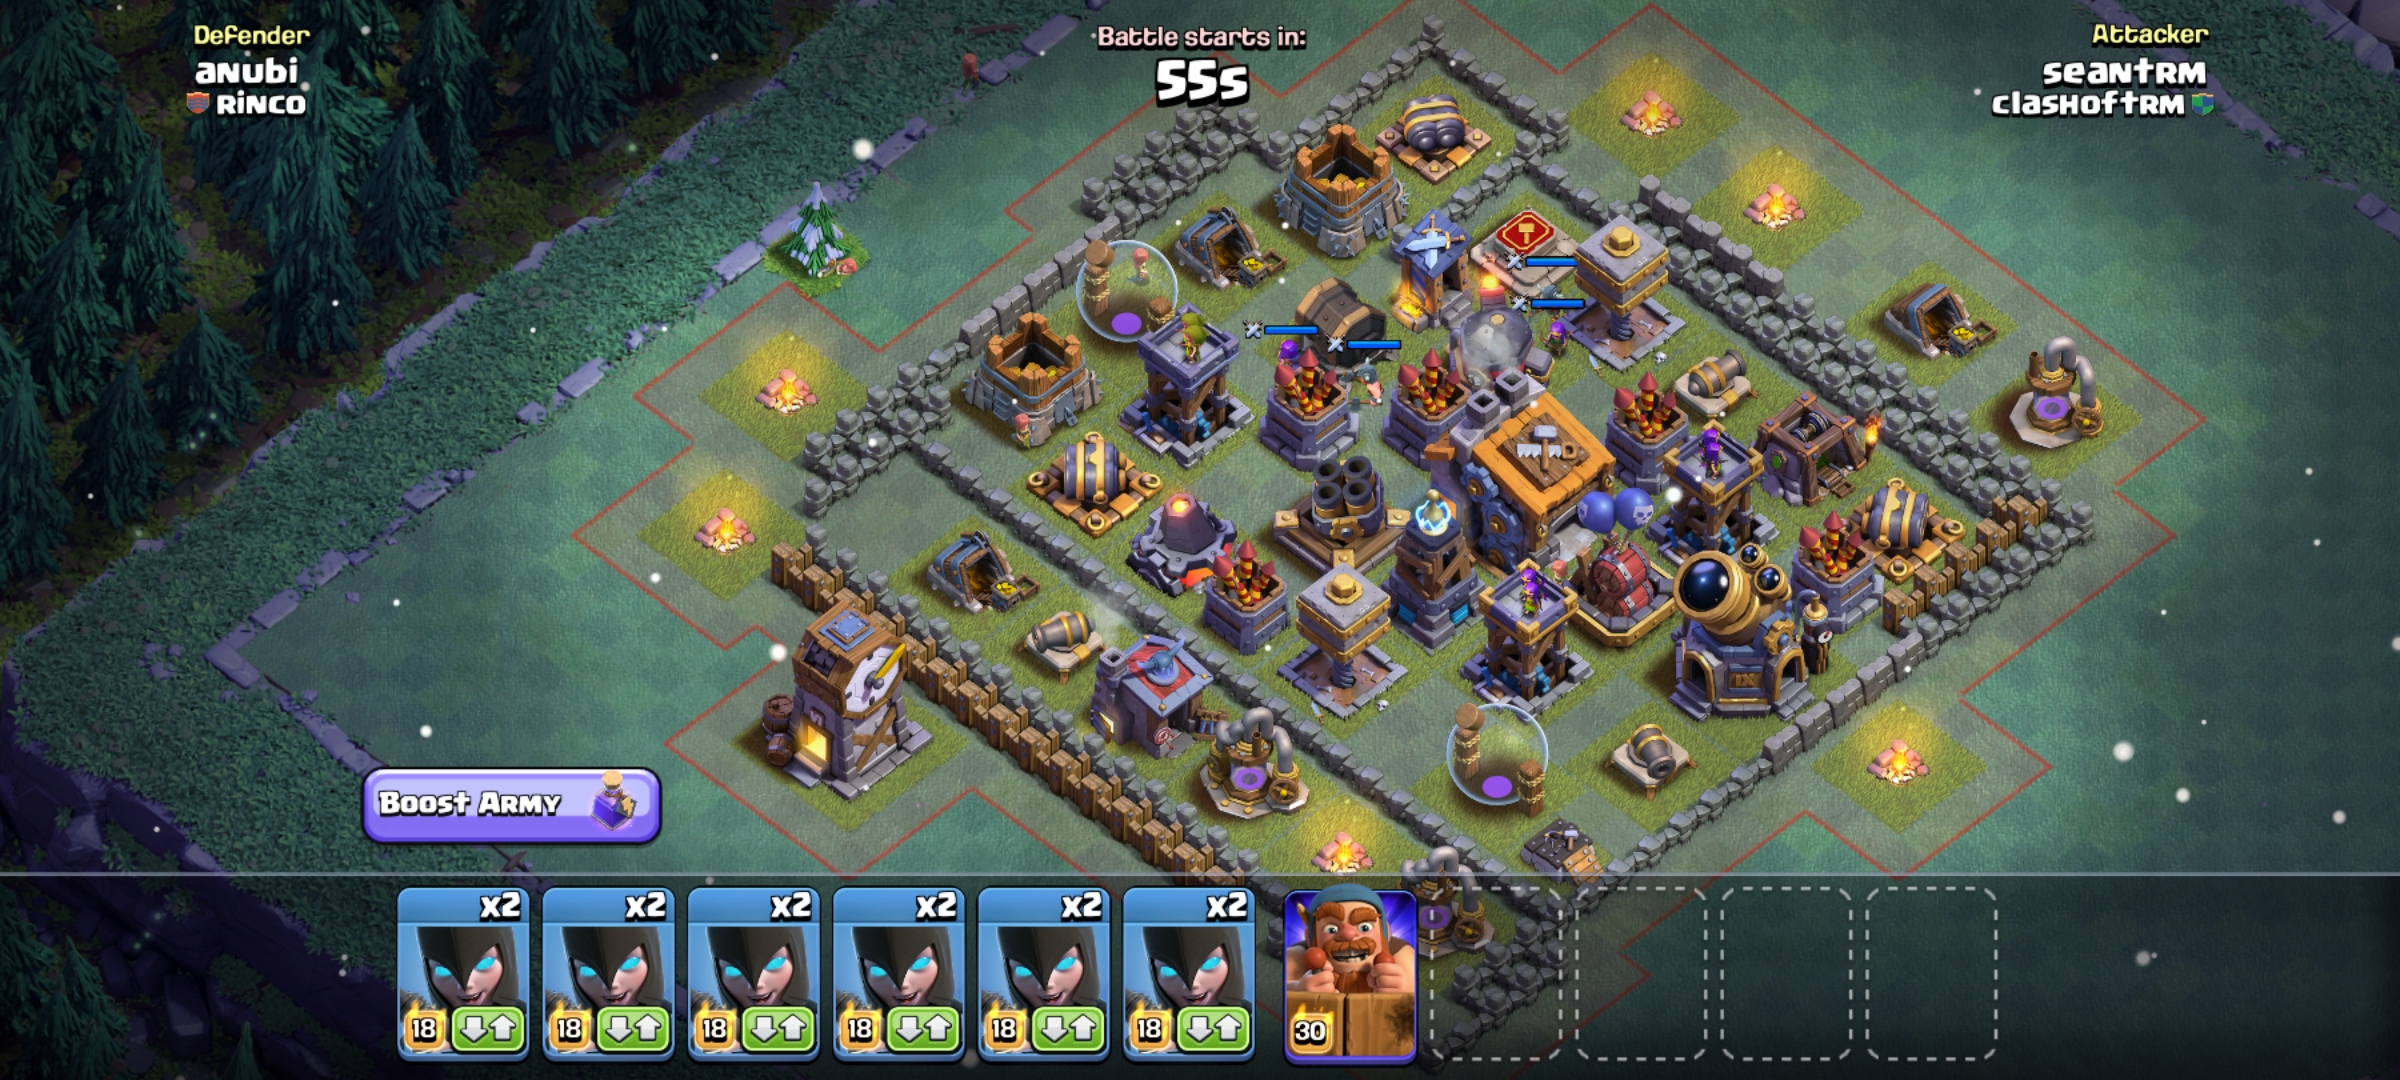 Defender
aNubi
RiNCO
Battle starts in:
55s
Attacker
seantRM
clashoftRM
Boost Army
x2
x2
x2
x2
x2
x2
18
18
18
18
18
18
30